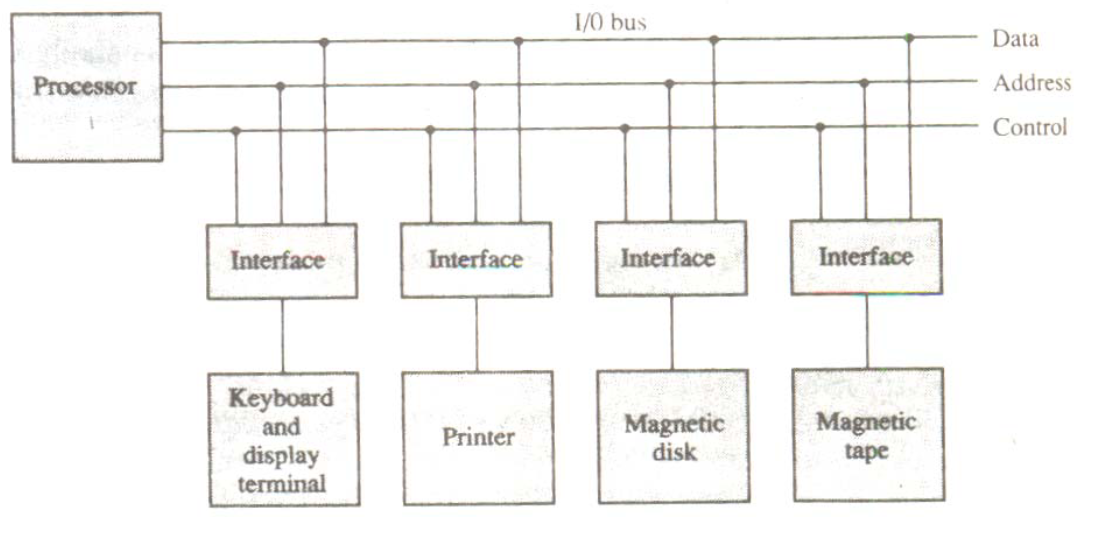 I/0 bus
Data
Processor
Address
Control
Interface
Interface
Interface
Interface
Keyboard
and
display
terminal
Printer
Magnetic
disk
Magnetic
tape